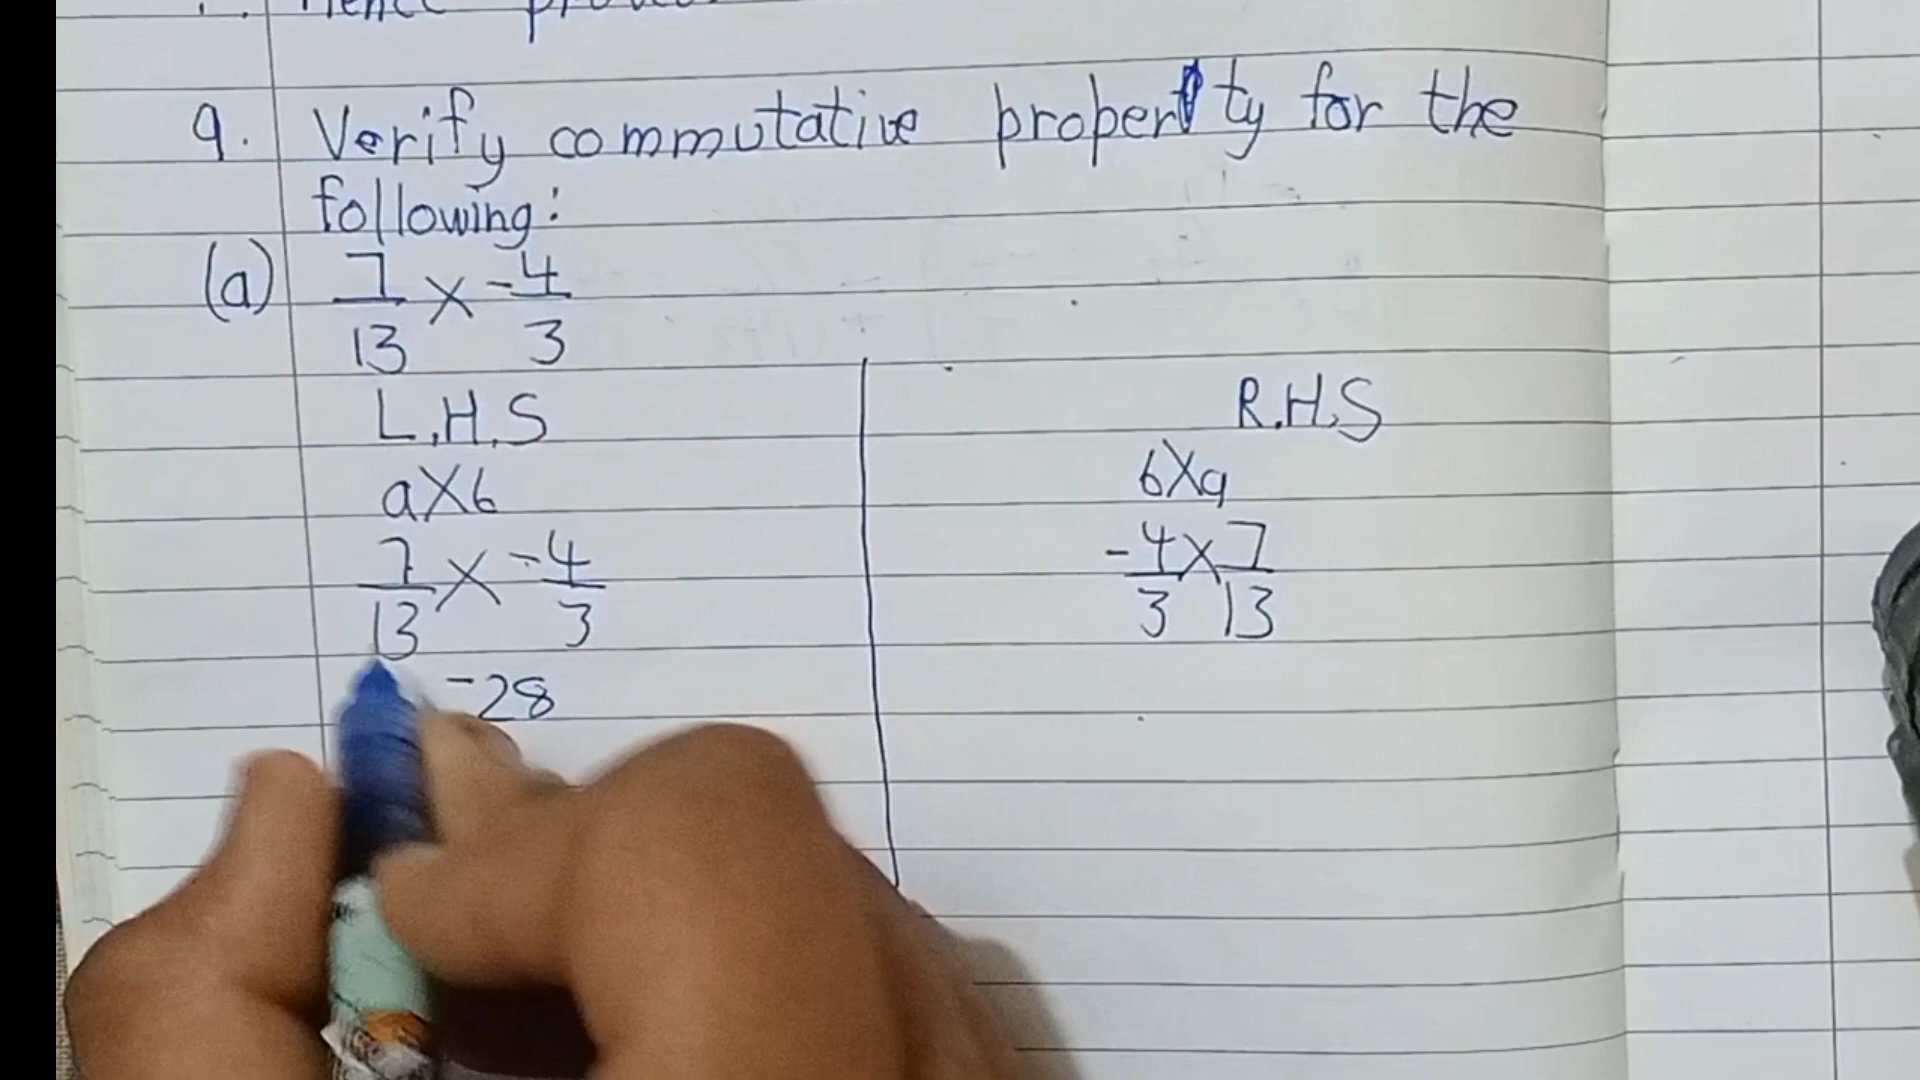 Hence
9. Verify commutative property for the
following:
(a) 7/13 × -4/3
L.H.S
R.H.S
a×b
b×a
7/13 × -4/3
-4/3 × 7/13
-28